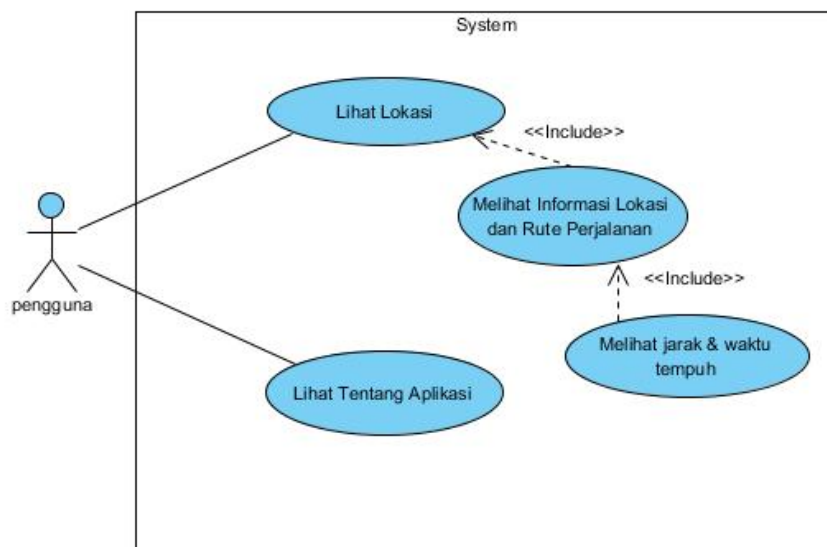 System
Lihat Lokasi
<<Include>>
Melihat Informasi Lokasi
dan Rute Perjalanan
<<Include>>
pengguna
Melihat jarak & waktu
tempuh
Lihat Tentang Aplikasi